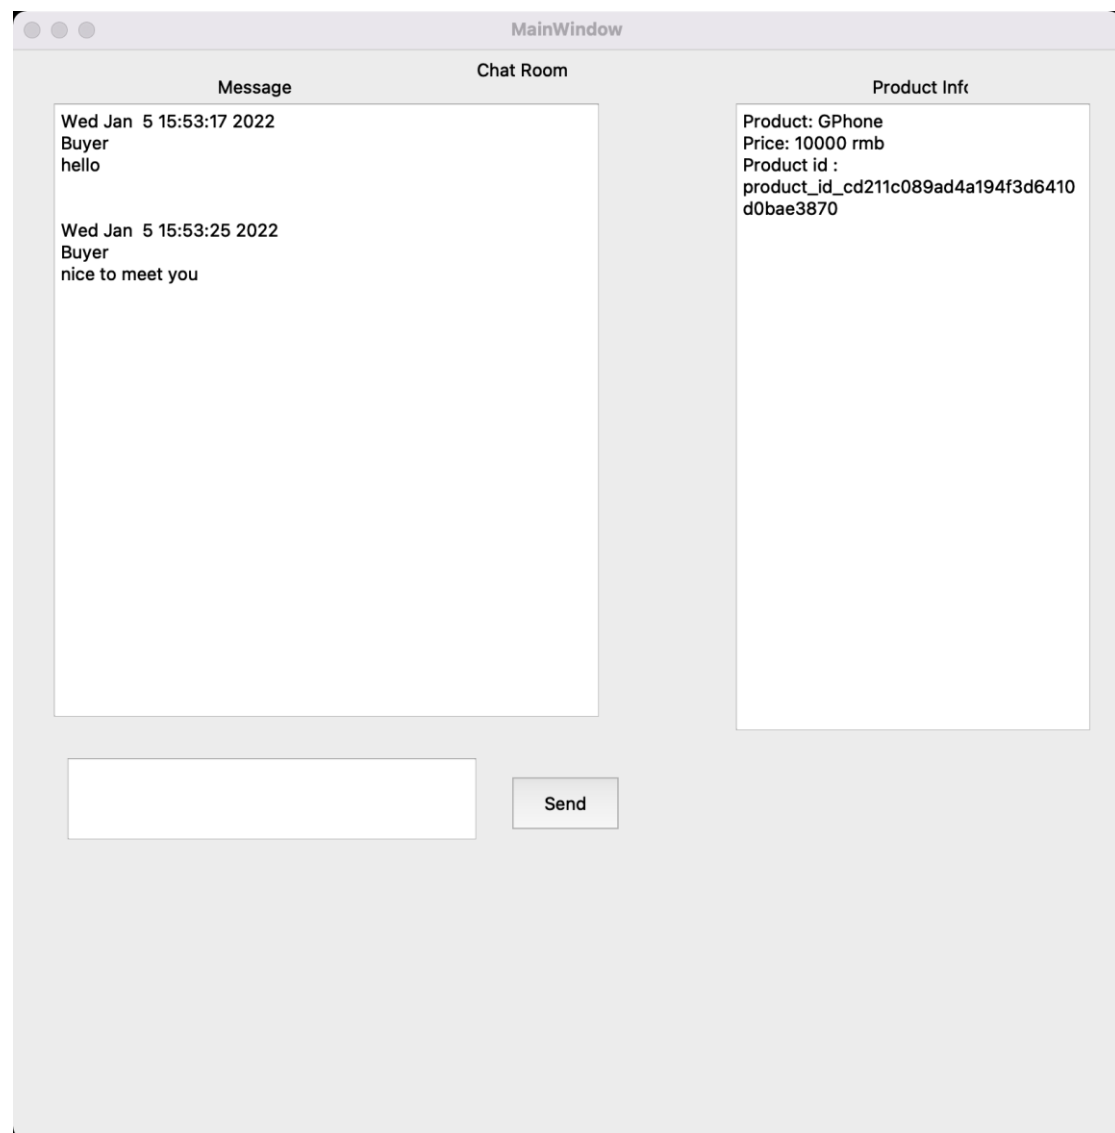 MainWindow
Chat Room
Message
Wed Jan  5 15:53:17 2022
Buyer
hello
Wed Jan  5 15:53:25 2022
Buyer
nice to meet you
Send
Product Info
Product: GPhone
Price: 10000 rmb
Product id :
product_id_cd211c089ad4a194f3d6410
d0bae3870